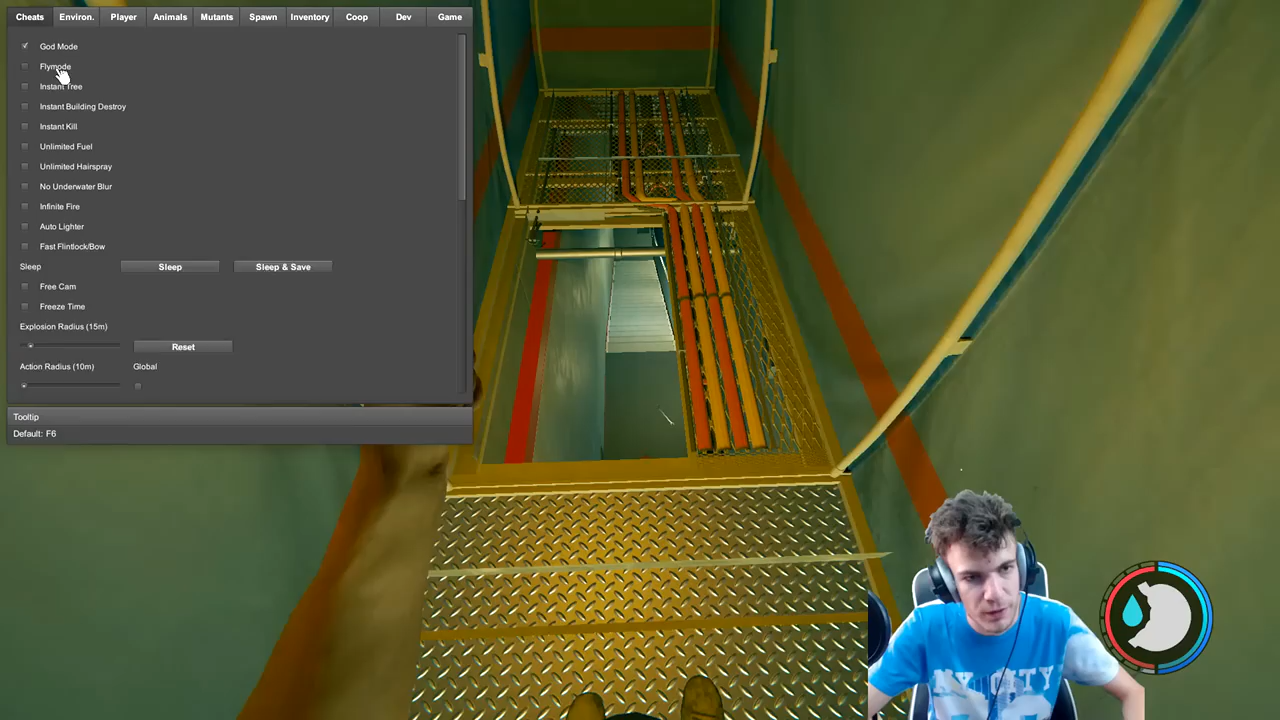 Cheats Environ. Player Animals Mutants Spawn Inventory Coop Dev Game
God Mode
Flymode
Instant Tree
Instant Building Destroy
Instant Kill
Unlimited Fuel
Unlimited Hairspray
No Underwater Blur
Infinite Fire
Auto Lighter
Fast Flintlock/Bow
Sleep Sleep Sleep & Save
Free Cam
Freeze Time
Explosion Radius (15m)
Reset
Action Radius (10m) Global
Tooltip
Default: F6
NY CITY